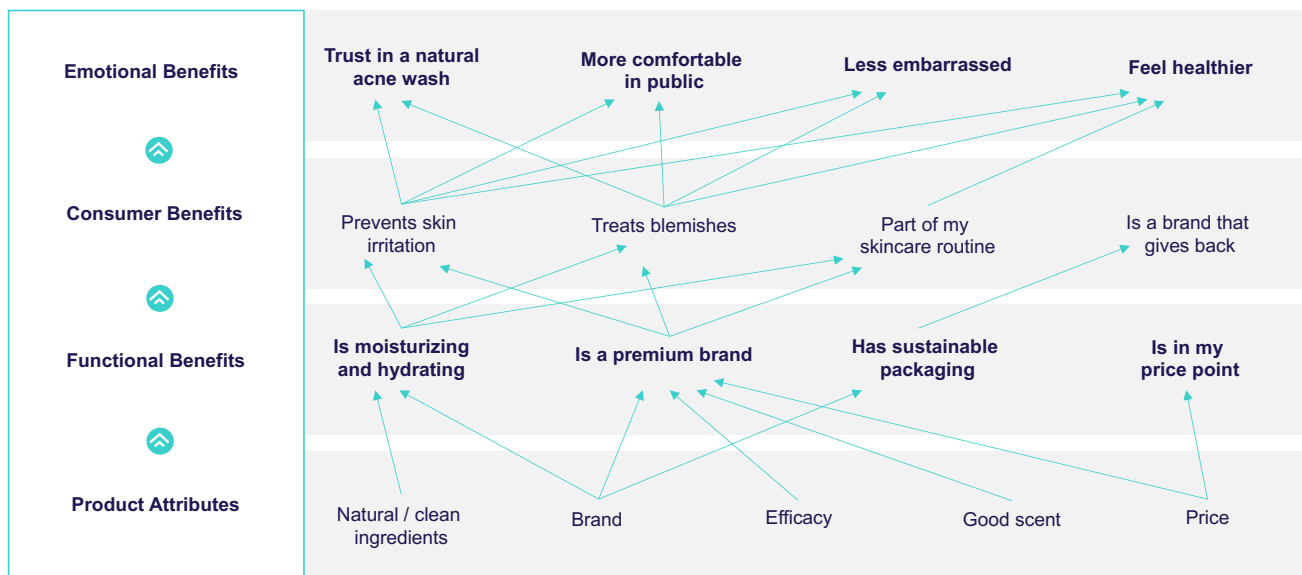 Emotional Benefits
Trust in a natural
acne wash
More comfortable
in public
Less embarrassed
Feel healthier
Consumer Benefits
Prevents skin
irritation
Treats blemishes
Part of my
skincare routine
Is a brand that
gives back
Functional Benefits
Is moisturizing
and hydrating
Is a premium brand
Has sustainable
packaging
Is in my
price point
Product Attributes
Natural / clean
ingredients
Brand
Efficacy
Good scent
Price